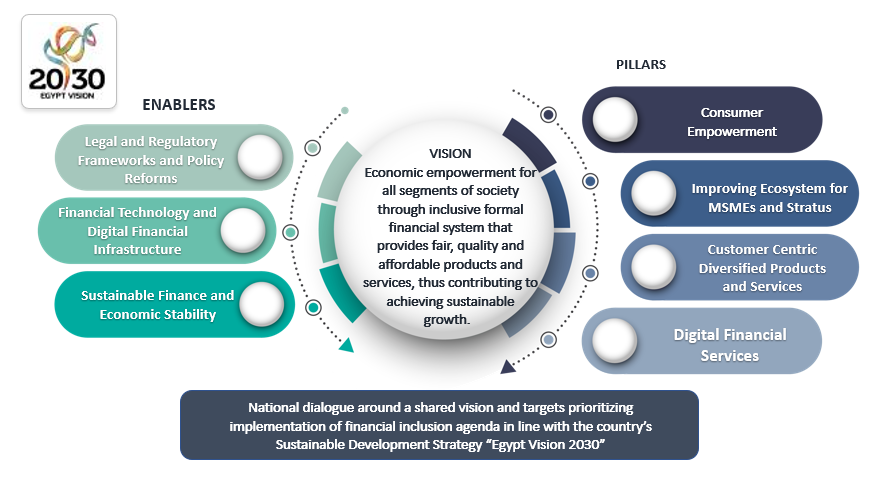 2030
EGYPT VISION
ENABLERS
Legal and Regulatory
Frameworks and Policy
Reforms
Financial Technology and
Digital Financial
Infrastructure
Sustainable Finance and
Economic Stability
VISION
Economic empowerment for
all segments of society
through inclusive formal
financial system that
provides fair, quality and
affordable products and
services, thus contributing to
achieving sustainable
growth.
PILLARS
Consumer
Empowerment
Improving Ecosystem for
MSMEs and Stratus
Customer Centric
Diversified Products
and Services
Digital Financial
Services
National dialogue around a shared vision and targets prioritizing
implementation of financial inclusion agenda in line with the country’s
Sustainable Development Strategy “Egypt Vision 2030”